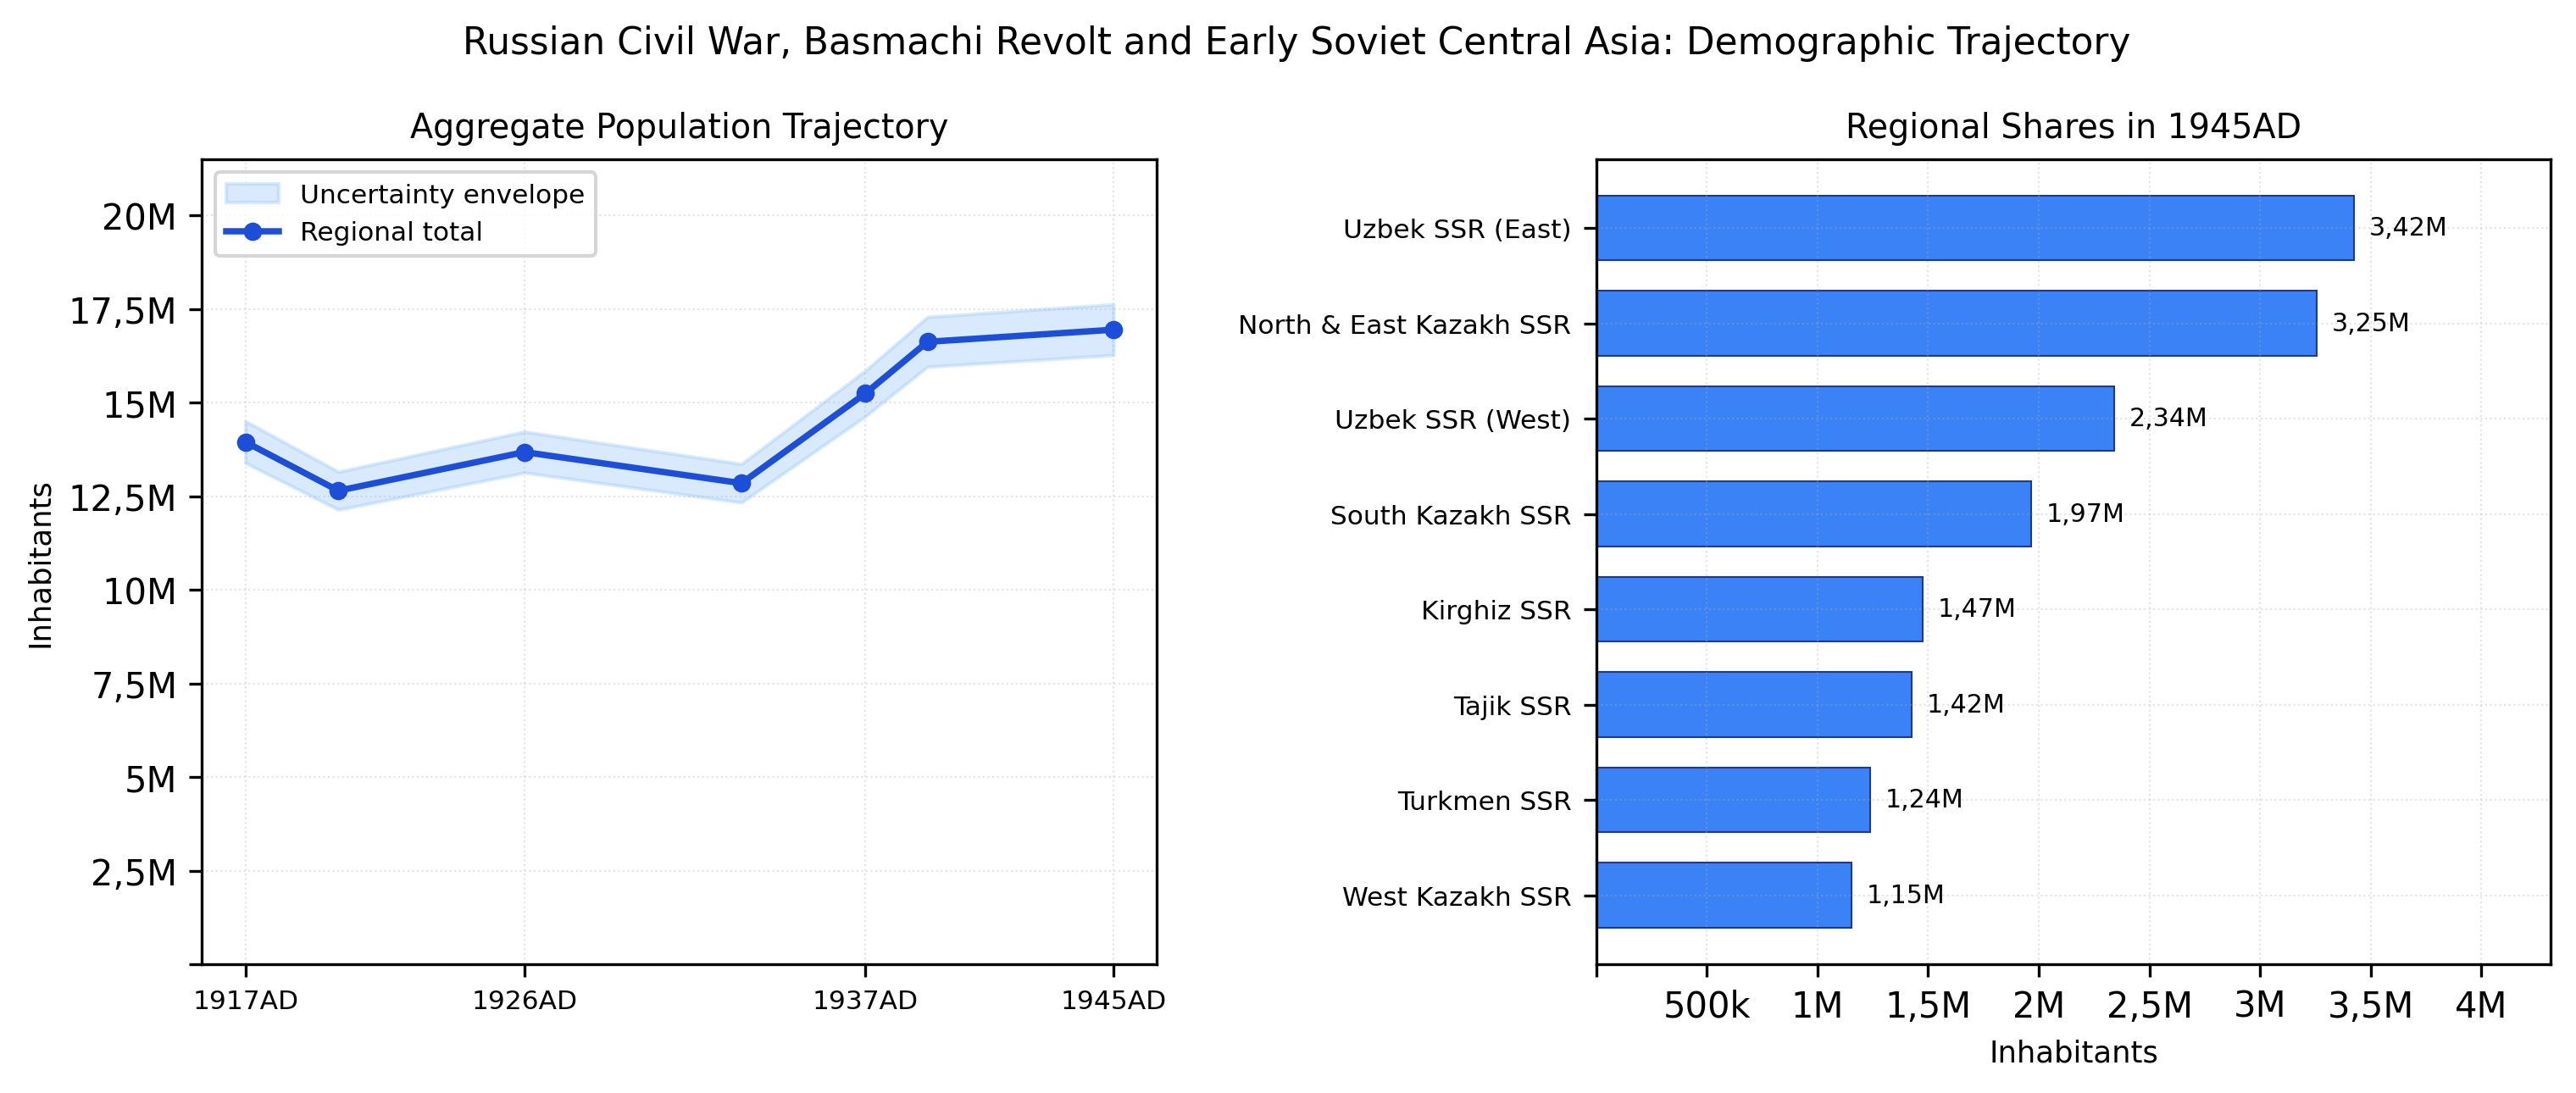 Russian Civil War, Basmachi Revolt and Early Soviet Central Asia: Demographic Trajectory
Aggregate Population Trajectory
Uncertainty envelope
Regional total
Inhabitants
20M
17,5M
15M
12,5M
10M
7,5M
5M
2,5M
1917AD 1926AD 1937AD 1945AD
Regional Shares in 1945AD
Uzbek SSR (East) 3,42M
North & East Kazakh SSR 3,25M
Uzbek SSR (West) 2,34M
South Kazakh SSR 1,97M
Kirghiz SSR 1,47M
Tajik SSR 1,42M
Turkmen SSR 1,24M
West Kazakh SSR 1,15M
500k 1M 1,5M 2M 2,5M 3M 3,5M 4M
Inhabitants